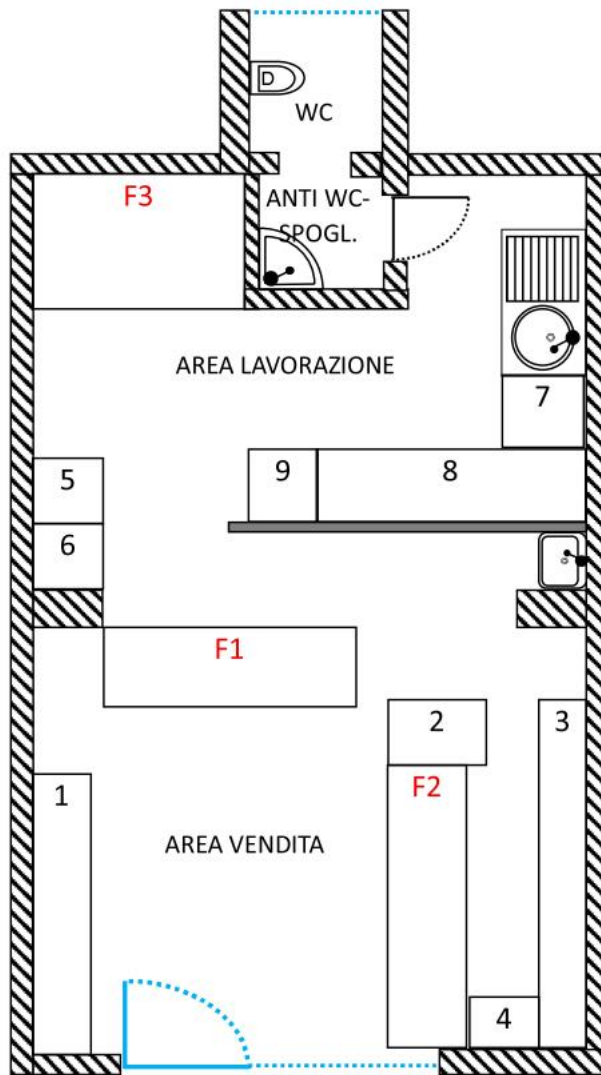 WC
F3
ANTI WC-
SPOGL.
AREA LAVORAZIONE
7
5
9
8
6
F1
2
3
1
F2
AREA VENDITA
4